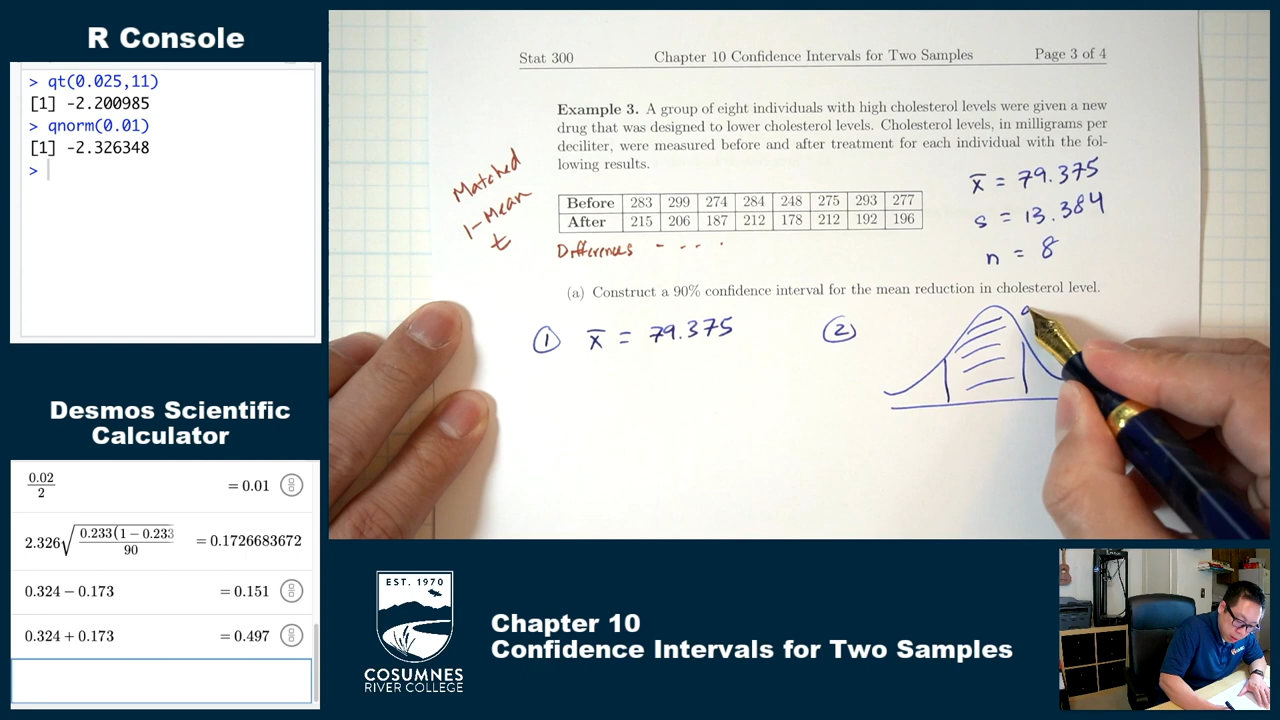 R Console
> qt(0.025,11)
[1] -2.200985
> qnorm(0.01)
[1] -2.326348
>
Desmos Scientific
Calculator
0.02
2
= 0.01
2.326√
0.233(1 − 0.233
90
= 0.1726683672
0.324 − 0.173
= 0.151
0.324 + 0.173
= 0.497
Stat 300
Chapter 10 Confidence Intervals for Two Samples
Page 3 of 4
Example 3. A group of eight individuals with high cholesterol levels were given a new
drug that was designed to lower cholesterol levels. Cholesterol levels, in milligrams per
deciliter, were measured before and after treatment for each individual with the fol-
lowing results.
Matched
1-Mean
t
Before 283 299 274 284 248 275 293 277
After 215 206 187 212 178 212 192 196
Differences - - - .
x̄ = 79.375
s = 13.384
n = 8
(a) Construct a 90% confidence interval for the mean reduction in cholesterol level.
① x̄ = 79.375
②
EST. 1970
COSUMNES
RIVER COLLEGE
Chapter 10
Confidence Intervals for Two Samples